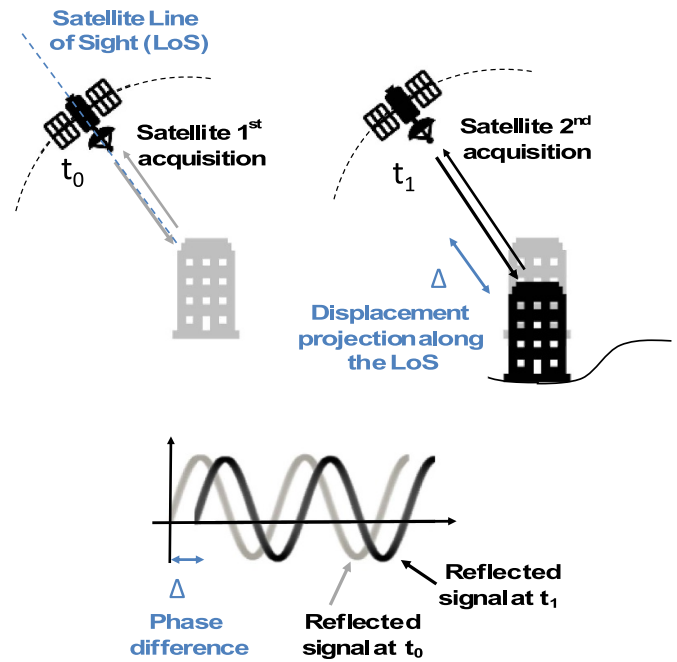 Satellite Line
of Sight (LoS)
Satellite 1st
acquisition
t0
Satellite 2nd
acquisition
t1
Δ
Displacement
projection along
the LoS
Δ
Phase
difference
Reflected
signal at t0
Reflected
signal at t1